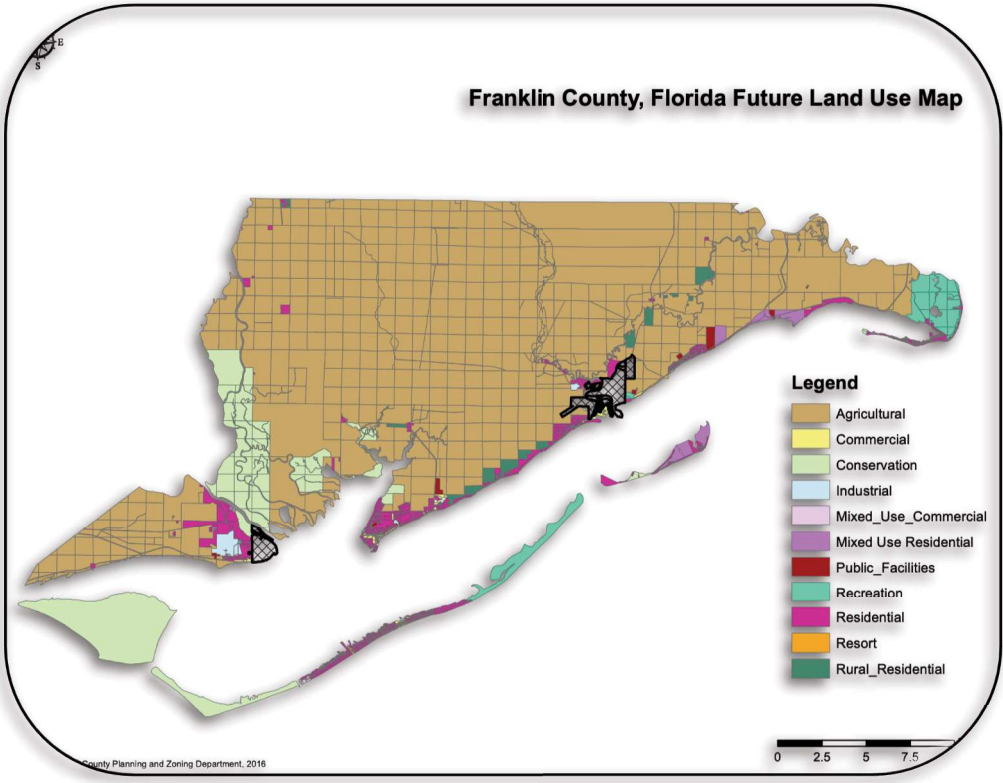 E
S
Franklin County, Florida Future Land Use Map
Legend
Agricultural
Commercial
Conservation
Industrial
Mixed_Use_Commercial
Mixed Use Residential
Public_Facilities
Recreation
Residential
Resort
Rural_Residential
0 2.5 5 7.5
County Planning and Zoning Department, 2016